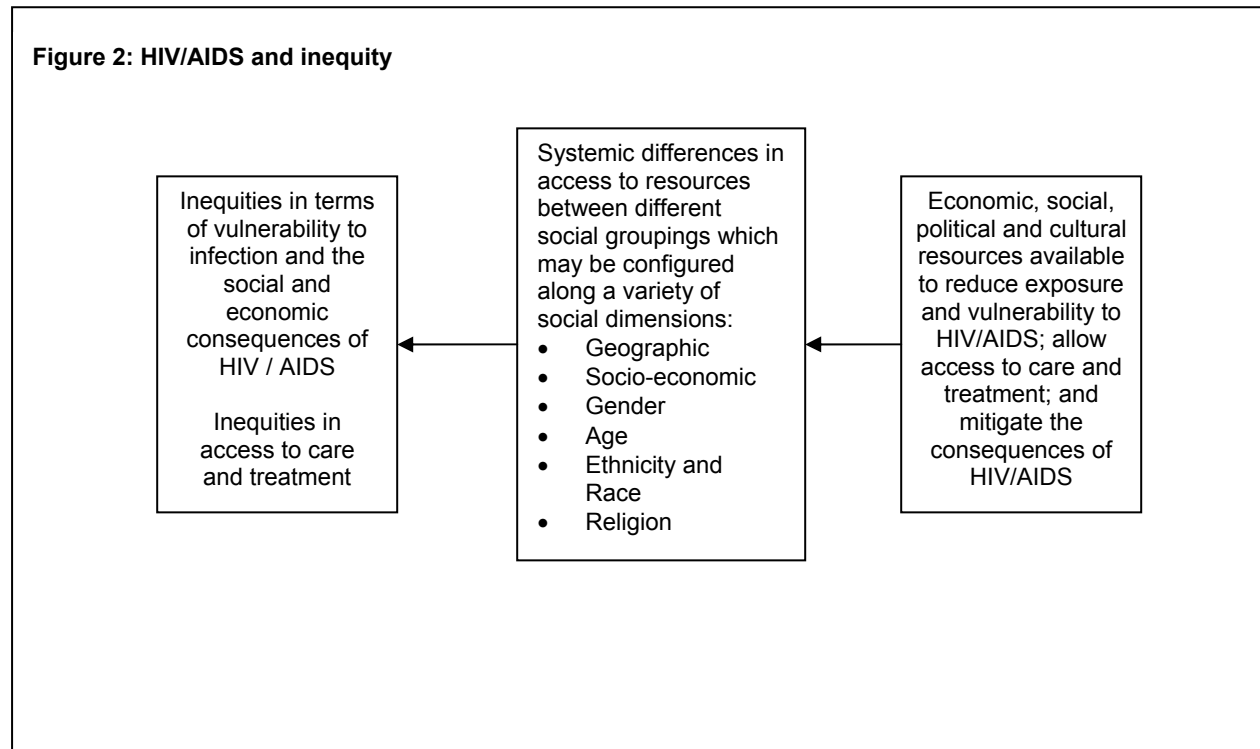 Figure 2: HIV/AIDS and inequity
Inequities in terms
of vulnerability to
infection and the
social and
economic
consequences of
HIV / AIDS
Inequities in
access to care
and treatment
Systemic differences in
access to resources
between different
social groupings which
may be configured
along a variety of
social dimensions:
• Geographic
• Socio-economic
• Gender
• Age
• Ethnicity and
Race
• Religion
Economic, social,
political and cultural
resources available
to reduce exposure
and vulnerability to
HIV/AIDS; allow
access to care and
treatment; and
mitigate the
consequences of
HIV/AIDS